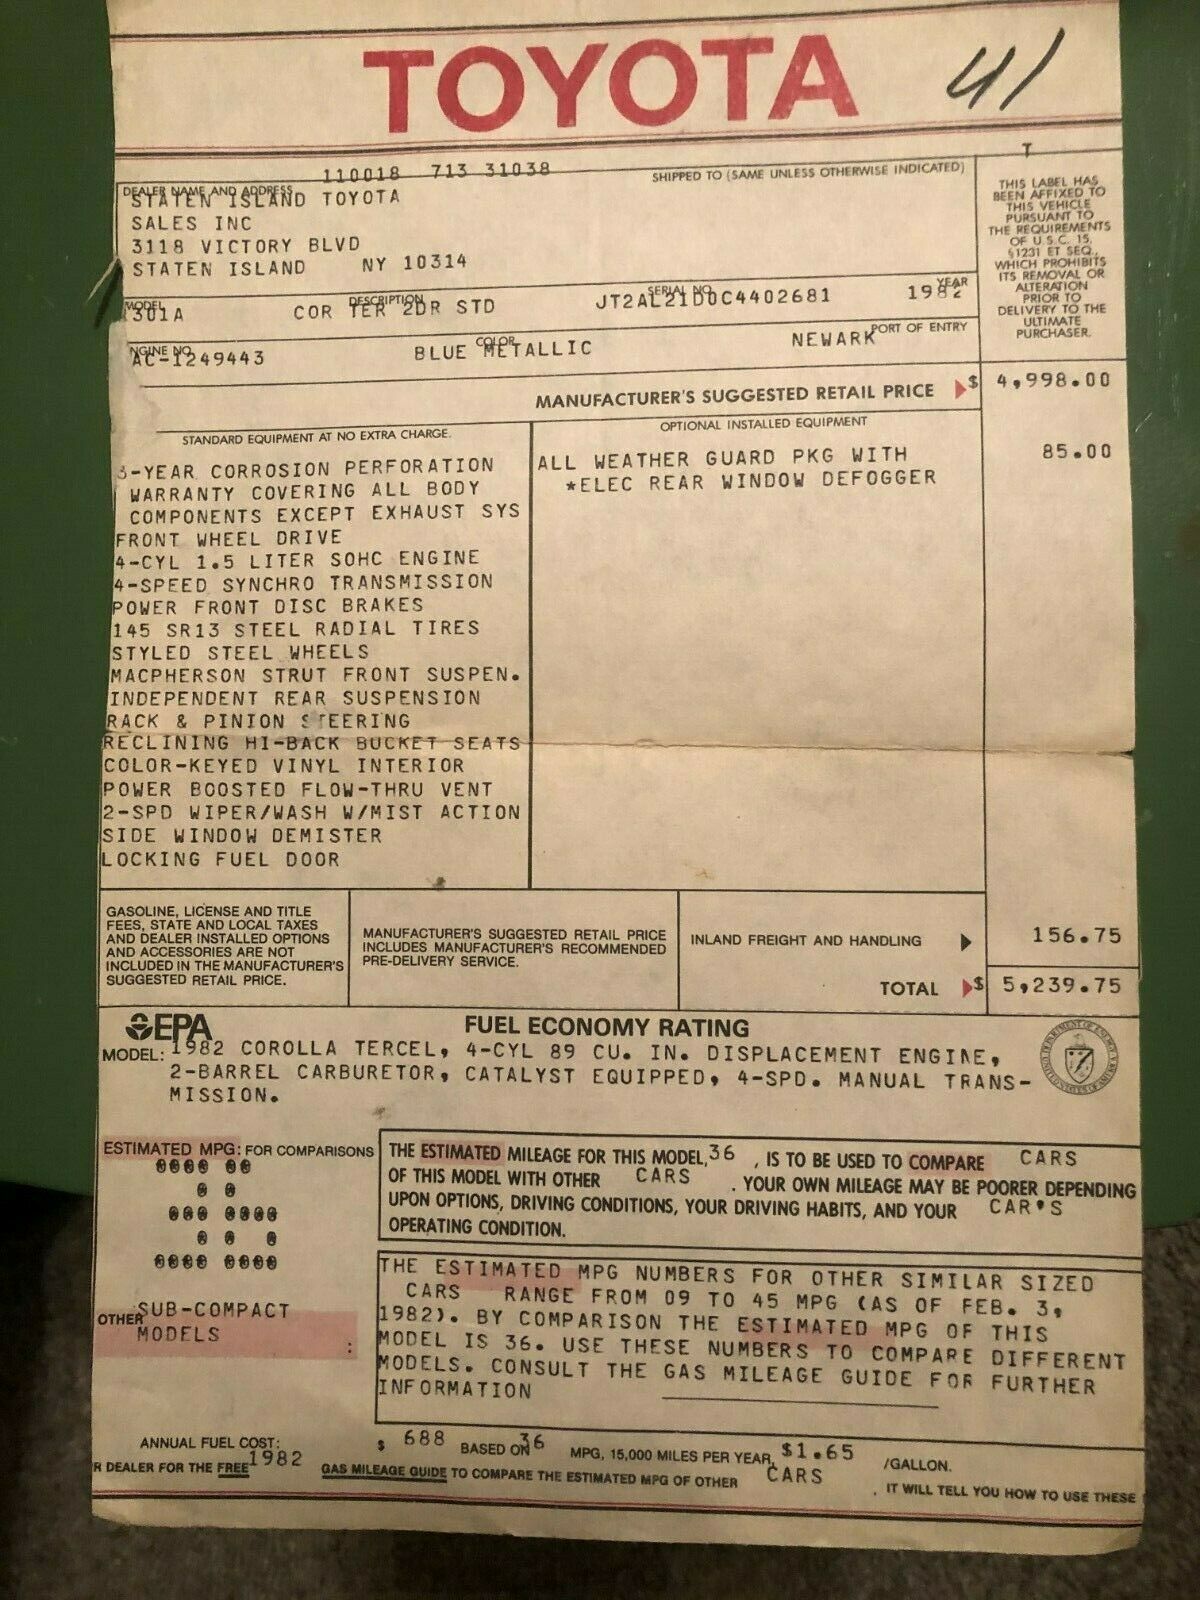 TOYOTA
41
T
110018 713 31038
DEALER NAME AND ADDRESS
STATEN ISLAND TOYOTA
SALES INC
3118 VICTORY BLVD
STATEN ISLAND NY 10314
SHIPPED TO (SAME UNLESS OTHERWISE INDICATED)
THIS LABEL HAS
BEEN AFFIXED TO
THIS VEHICLE
PURSUANT TO
THE REQUIREMENTS
OF U.S.C. 15,
§1231 ET SEQ.,
WHICH PROHIBITS
ITS REMOVAL OR
ALTERATION
PRIOR TO
DELIVERY TO THE
ULTIMATE
PURCHASER.
MODEL DESCRIPTION SERIAL NO. YEAR
1301A COR TER 2DR STD JT2AL21D0C4402681 1982
ENGINE NO. COLOR PORT OF ENTRY
AC-1249443 BLUE METALLIC NEWARK
MANUFACTURER'S SUGGESTED RETAIL PRICE $ 4,998.00
STANDARD EQUIPMENT AT NO EXTRA CHARGE.
3-YEAR CORROSION PERFORATION
WARRANTY COVERING ALL BODY
COMPONENTS EXCEPT EXHAUST SYS
FRONT WHEEL DRIVE
4-CYL 1.5 LITER SOHC ENGINE
4-SPEED SYNCHRO TRANSMISSION
POWER FRONT DISC BRAKES
145 SR13 STEEL RADIAL TIRES
STYLED STEEL WHEELS
MACPHERSON STRUT FRONT SUSPEN.
INDEPENDENT REAR SUSPENSION
RACK & PINION STEERING
RECLINING HI-BACK BUCKET SEATS
COLOR-KEYED VINYL INTERIOR
POWER BOOSTED FLOW-THRU VENT
2-SPD WIPER/WASH W/MIST ACTION
SIDE WINDOW DEMISTER
LOCKING FUEL DOOR
OPTIONAL INSTALLED EQUIPMENT
ALL WEATHER GUARD PKG WITH 85.00
*ELEC REAR WINDOW DEFOGGER
GASOLINE, LICENSE AND TITLE
FEES, STATE AND LOCAL TAXES
AND DEALER INSTALLED OPTIONS
AND ACCESSORIES ARE NOT
INCLUDED IN THE MANUFACTURER'S
SUGGESTED RETAIL PRICE.
MANUFACTURER'S SUGGESTED RETAIL PRICE
INCLUDES MANUFACTURER'S RECOMMENDED
PRE-DELIVERY SERVICE.
INLAND FREIGHT AND HANDLING 156.75
TOTAL $ 5,239.75
EPA FUEL ECONOMY RATING
MODEL: 1982 COROLLA TERCEL, 4-CYL 89 CU. IN. DISPLACEMENT ENGINE,
2-BARREL CARBURETOR, CATALYST EQUIPPED, 4-SPD. MANUAL TRANS-
MISSION.
ESTIMATED MPG: FOR COMPARISONS
36
THE ESTIMATED MILEAGE FOR THIS MODEL, 36 , IS TO BE USED TO COMPARE CARS
OF THIS MODEL WITH OTHER CARS . YOUR OWN MILEAGE MAY BE POORER DEPENDING
UPON OPTIONS, DRIVING CONDITIONS, YOUR DRIVING HABITS, AND YOUR CAR'S
OPERATING CONDITION.
SUB-COMPACT
OTHER MODELS :
THE ESTIMATED MPG NUMBERS FOR OTHER SIMILAR SIZED
CARS RANGE FROM 09 TO 45 MPG (AS OF FEB. 3,
1982). BY COMPARISON THE ESTIMATED MPG OF THIS
MODEL IS 36. USE THESE NUMBERS TO COMPARE DIFFERENT
MODELS. CONSULT THE GAS MILEAGE GUIDE FOR FURTHER
INFORMATION
ANNUAL FUEL COST: $ 688 BASED ON 36 MPG, 15,000 MILES PER YEAR, $1.65 /GALLON.
R DEALER FOR THE FREE 1982 GAS MILEAGE GUIDE TO COMPARE THE ESTIMATED MPG OF OTHER CARS . IT WILL TELL YOU HOW TO USE THESE